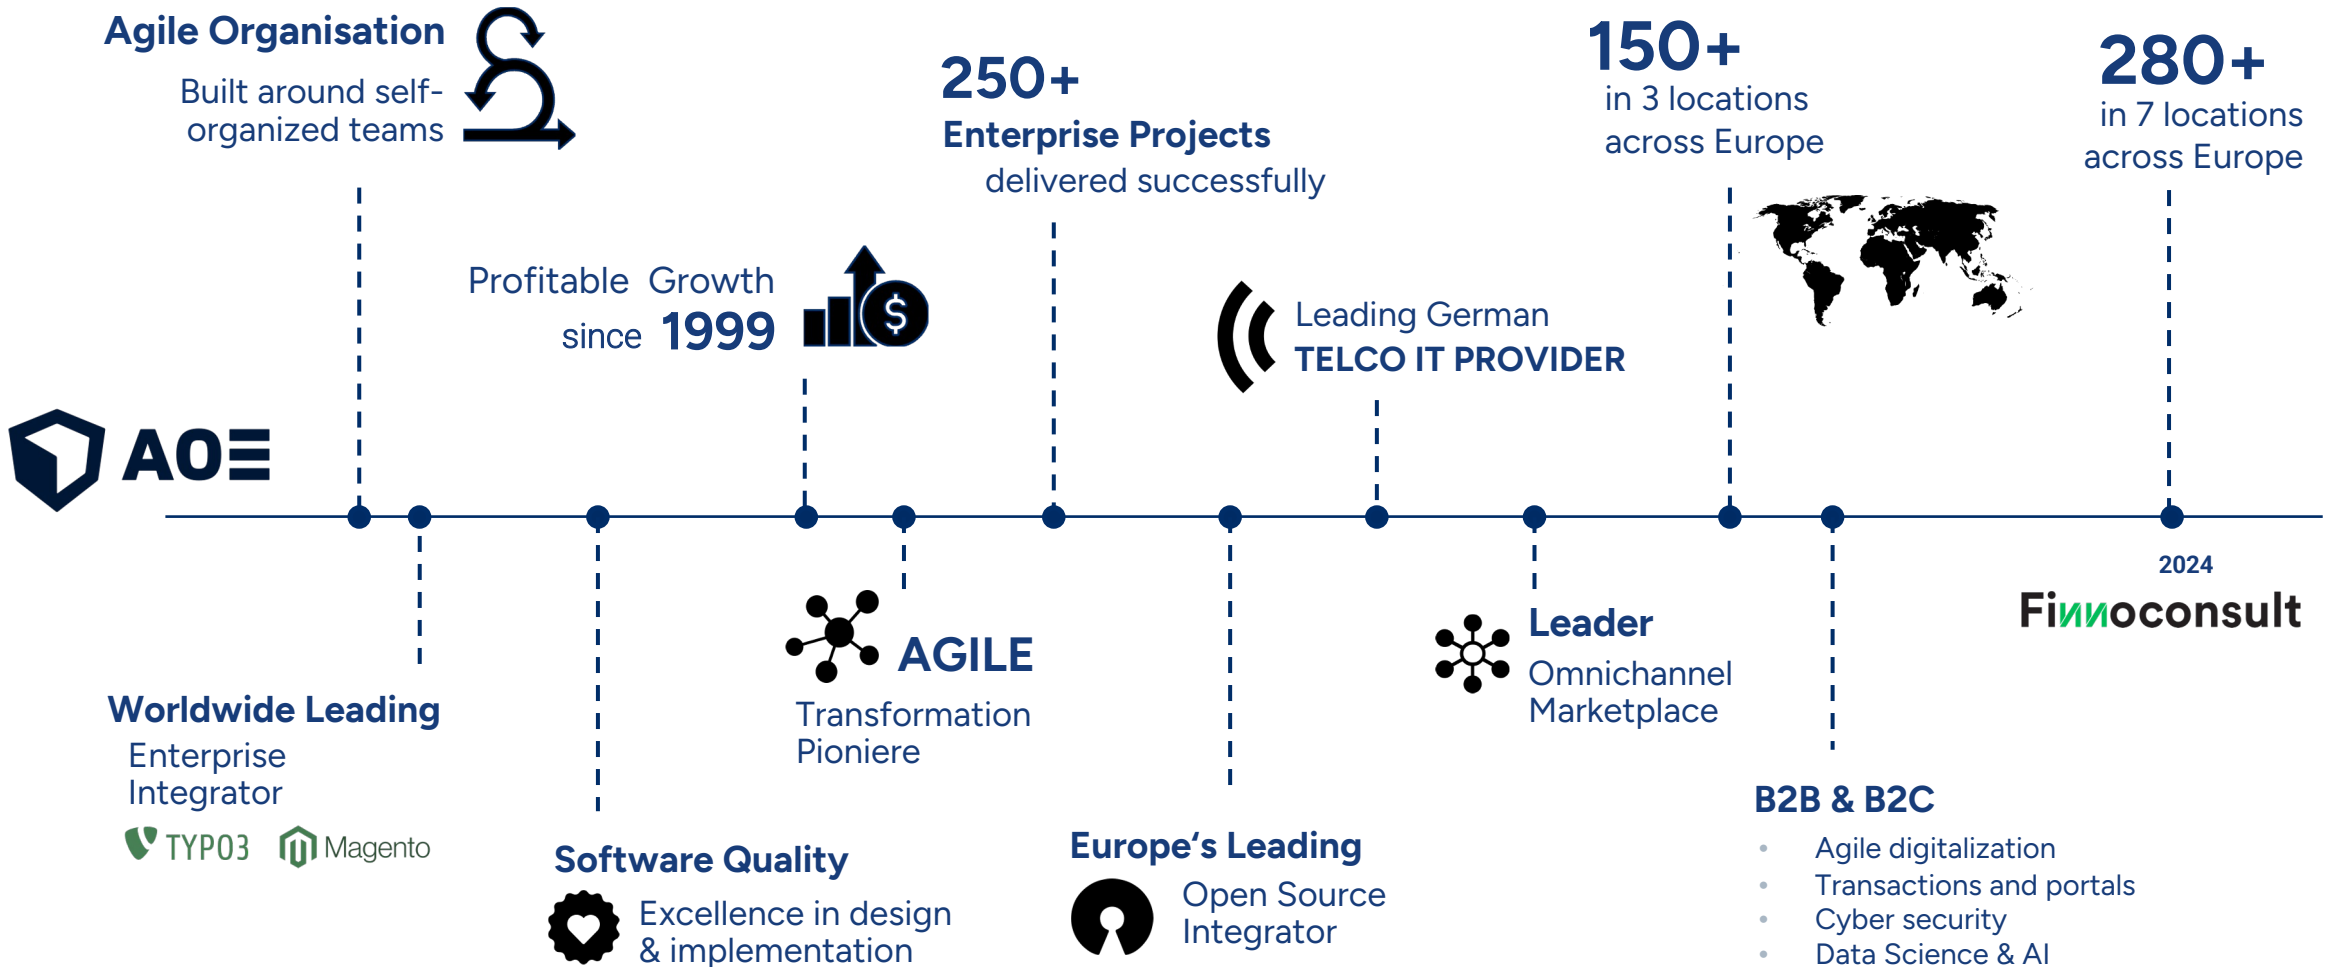 Agile Organisation
Built around self-
organized teams
250+
Enterprise Projects
delivered successfully
150+
in 3 locations
across Europe
280+
in 7 locations
across Europe
Profitable Growth
since 1999
$
Leading German
TELCO IT PROVIDER
AOE
2024
Finnoconsult
Worldwide Leading
Enterprise
Integrator
TYPO3 Magento
Software Quality
Excellence in design
& implementation
AGILE
Transformation
Pioniere
Europe‘s Leading
Open Source
Integrator
Leader
Omnichannel
Marketplace
B2B & B2C
• Agile digitalization
• Transactions and portals
• Cyber security
• Data Science & AI